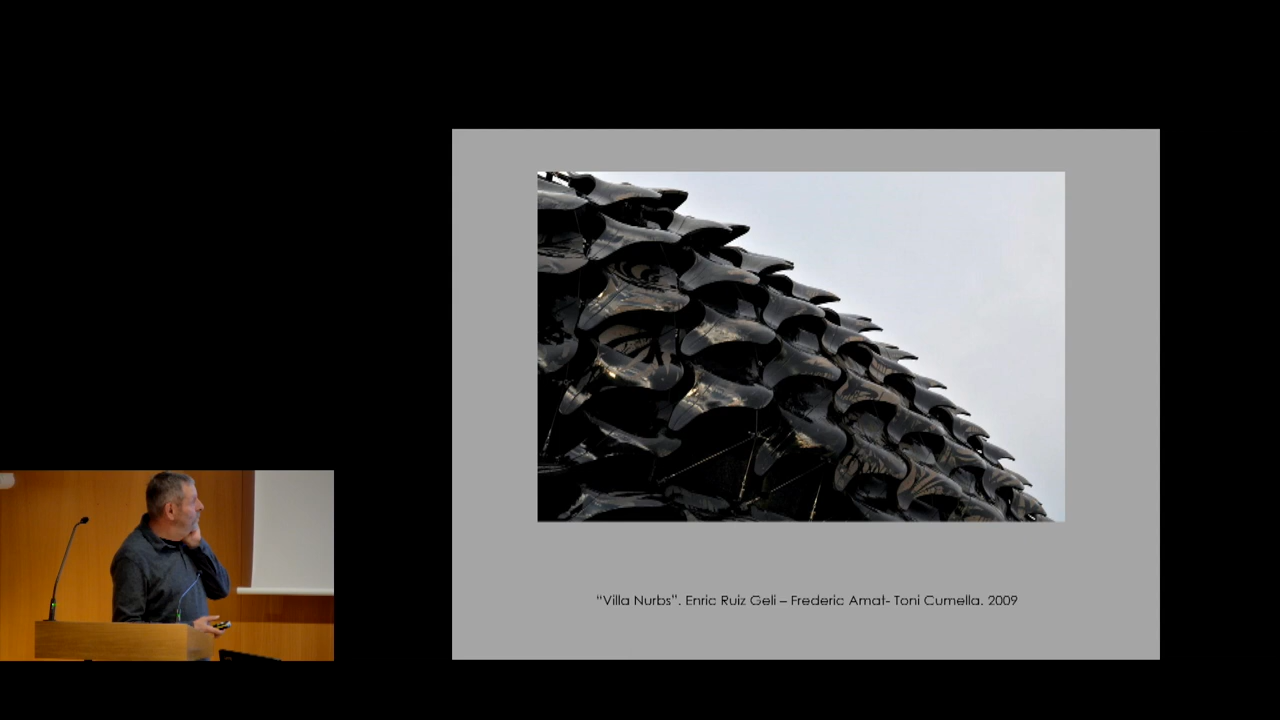 “Villa Nurbs”. Enric Ruiz Geli – Frederic Amat- Toni Cumella. 2009